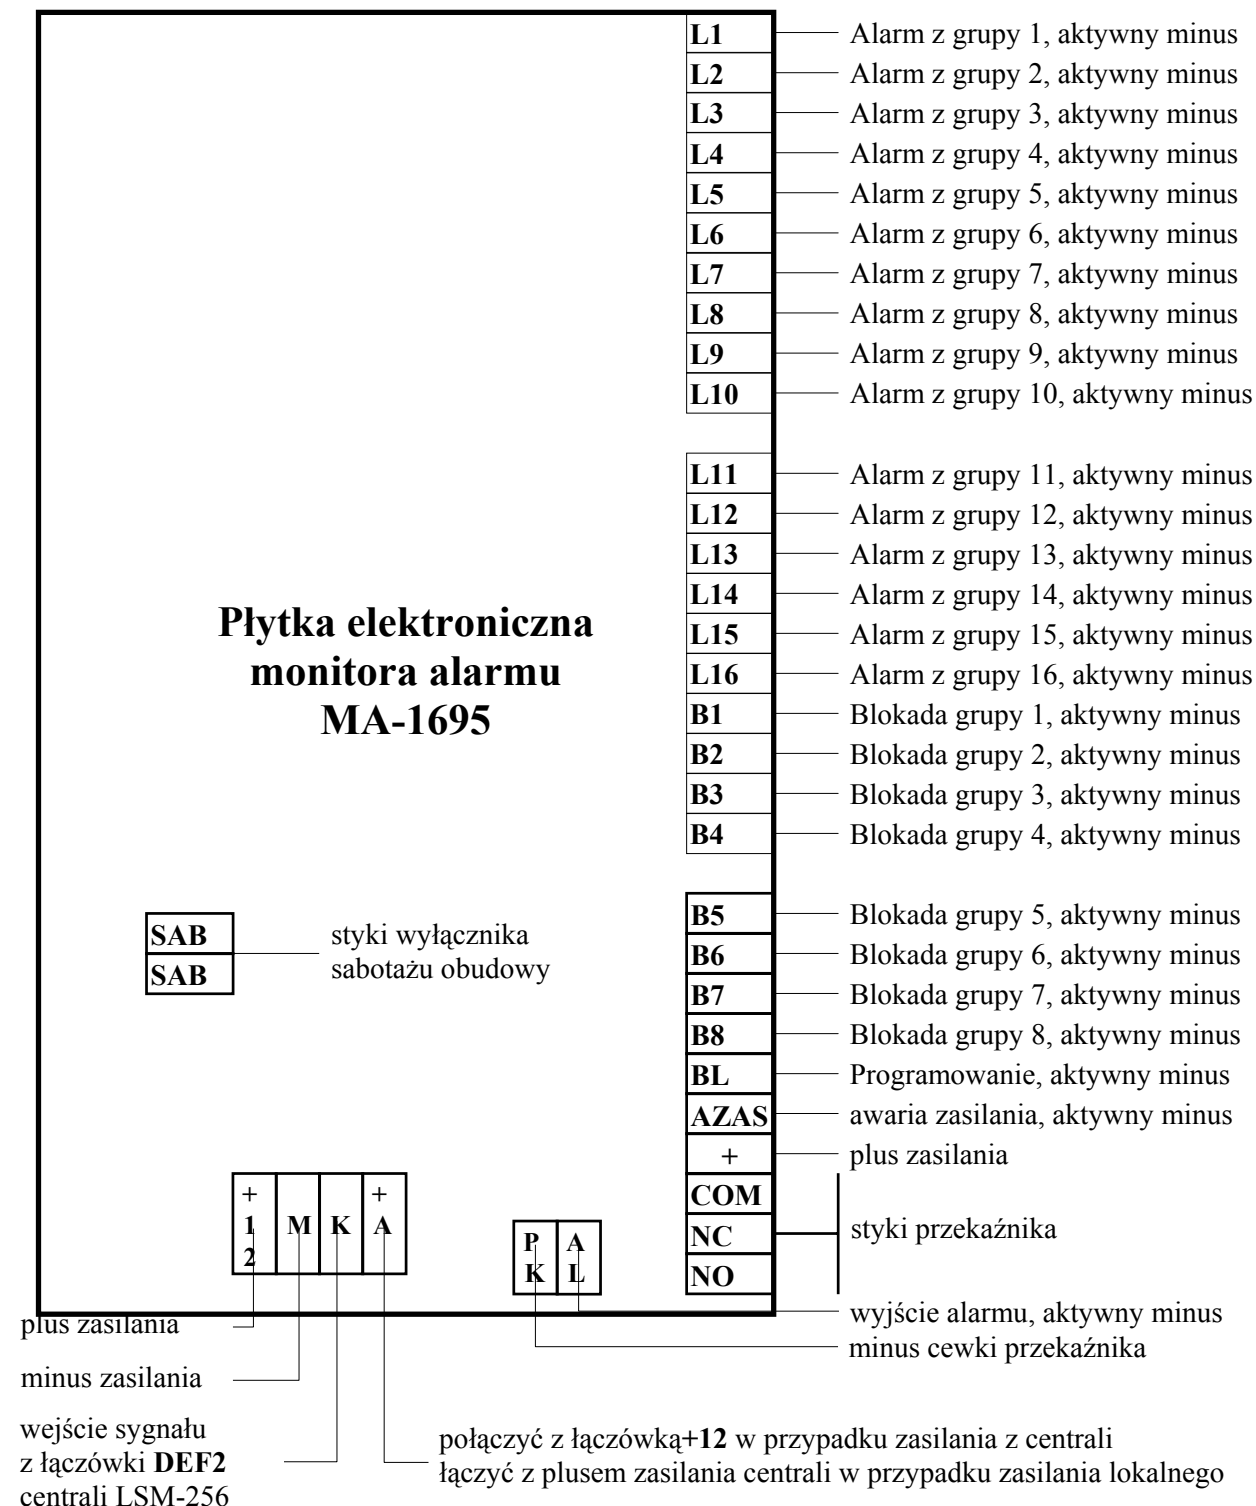 L1 Alarm z grupy 1, aktywny minus
L2 Alarm z grupy 2, aktywny minus
L3 Alarm z grupy 3, aktywny minus
L4 Alarm z grupy 4, aktywny minus
L5 Alarm z grupy 5, aktywny minus
L6 Alarm z grupy 6, aktywny minus
L7 Alarm z grupy 7, aktywny minus
L8 Alarm z grupy 8, aktywny minus
L9 Alarm z grupy 9, aktywny minus
L10 Alarm z grupy 10, aktywny minus
L11 Alarm z grupy 11, aktywny minus
L12 Alarm z grupy 12, aktywny minus
L13 Alarm z grupy 13, aktywny minus
L14 Alarm z grupy 14, aktywny minus
L15 Alarm z grupy 15, aktywny minus
L16 Alarm z grupy 16, aktywny minus
B1 Blokada grupy 1, aktywny minus
B2 Blokada grupy 2, aktywny minus
B3 Blokada grupy 3, aktywny minus
B4 Blokada grupy 4, aktywny minus
B5 Blokada grupy 5, aktywny minus
B6 Blokada grupy 6, aktywny minus
B7 Blokada grupy 7, aktywny minus
B8 Blokada grupy 8, aktywny minus
BL Programowanie, aktywny minus
AZAS awaria zasilania, aktywny minus
+ plus zasilania
COM
NC styki przekaźnika
NO
Płytka elektroniczna
monitora alarmu
MA-1695
SAB styki wyłącznika
SAB sabotażu obudowy
+12
M
K
+A
PK
AL
wyjście alarmu, aktywny minus
minus cewki przekaźnika
plus zasilania
minus zasilania
wejście sygnału
z łączówki DEF2
centrali LSM-256
połączyć z łączówką+12 w przypadku zasilania z centrali
łączyć z plusem zasilania centrali w przypadku zasilania lokalnego